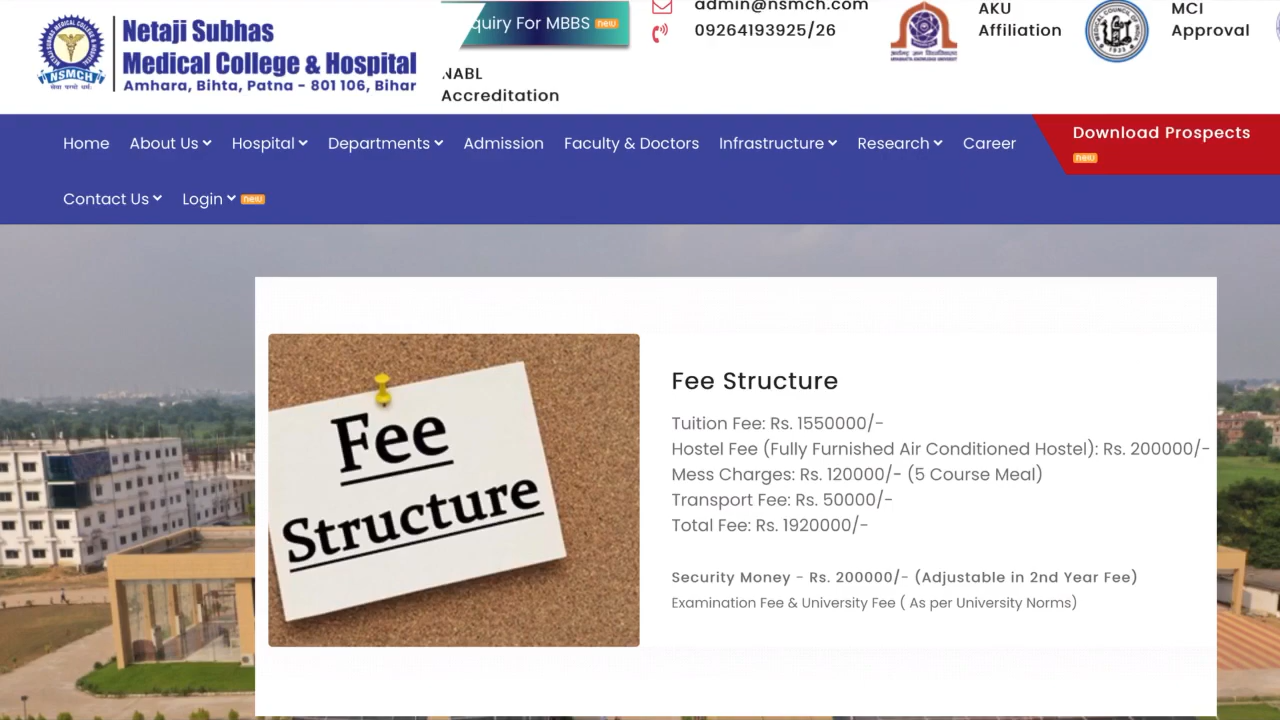 Netaji Subhas
Medical College & Hospital
Amhara, Bihta, Patna - 801 106, Bihar
NSMCH
quiry For MBBS new
admin@nsmch.com
09264193925/26
AKU
Affiliation
MCI
Approval
NABL
Accreditation
Home About Us Hospital Departments Admission Faculty & Doctors Infrastructure Research Career
Download Prospects
new
Contact Us Login new
Fee
Structure
Fee Structure
Tuition Fee: Rs. 1550000/-
Hostel Fee (Fully Furnished Air Conditioned Hostel): Rs. 200000/-
Mess Charges: Rs. 120000/- (5 Course Meal)
Transport Fee: Rs. 50000/-
Total Fee: Rs. 1920000/-
Security Money - Rs. 200000/- (Adjustable in 2nd Year Fee)
Examination Fee & University Fee ( As per University Norms)